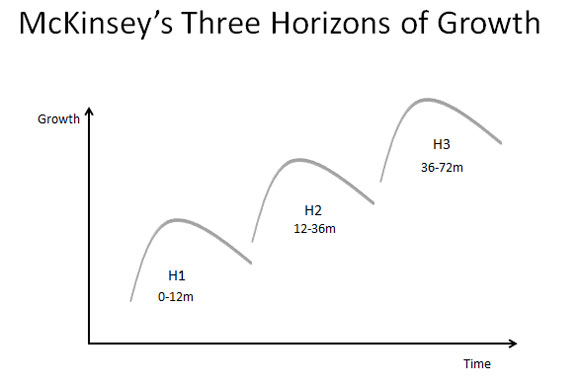 McKinsey’s Three Horizons of Growth
Growth
H3
36-72m
H2
12-36m
H1
0-12m
Time